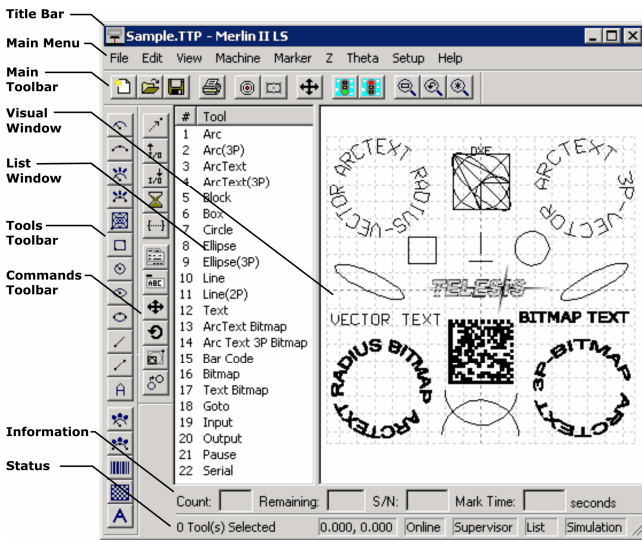 Title Bar
Sample.TTP - Merlin II LS
Main Menu
File Edit View Machine Marker Z Theta Setup Help
Main
Toolbar
Visual
Window
List
Window
Tools
Toolbar
Commands
Toolbar
Information
Status
I/O
I/O
ABC
A
A
# Tool
1 Arc
2 Arc(3P)
3 ArcText
4 ArcText(3P)
5 Block
6 Box
7 Circle
8 Ellipse
9 Ellipse(3P)
10 Line
11 Line(2P)
12 Text
13 ArcText Bitmap
14 Arc Text 3P Bitmap
15 Bar Code
16 Bitmap
17 Text Bitmap
18 Goto
19 Input
20 Output
21 Pause
22 Serial
ARCTEXT RADIUS-VECTOR
DXF
ARCTEXT 3P-VECTOR
TELESIS
VECTOR TEXT
BITMAP TEXT
RADIUS BITMAP ARCTEXT
3P-BITMAP ARCTEXT
Count: Remaining: S/N: Mark Time: seconds
0 Tool(s) Selected 0.000, 0.000 Online Supervisor List Simulation